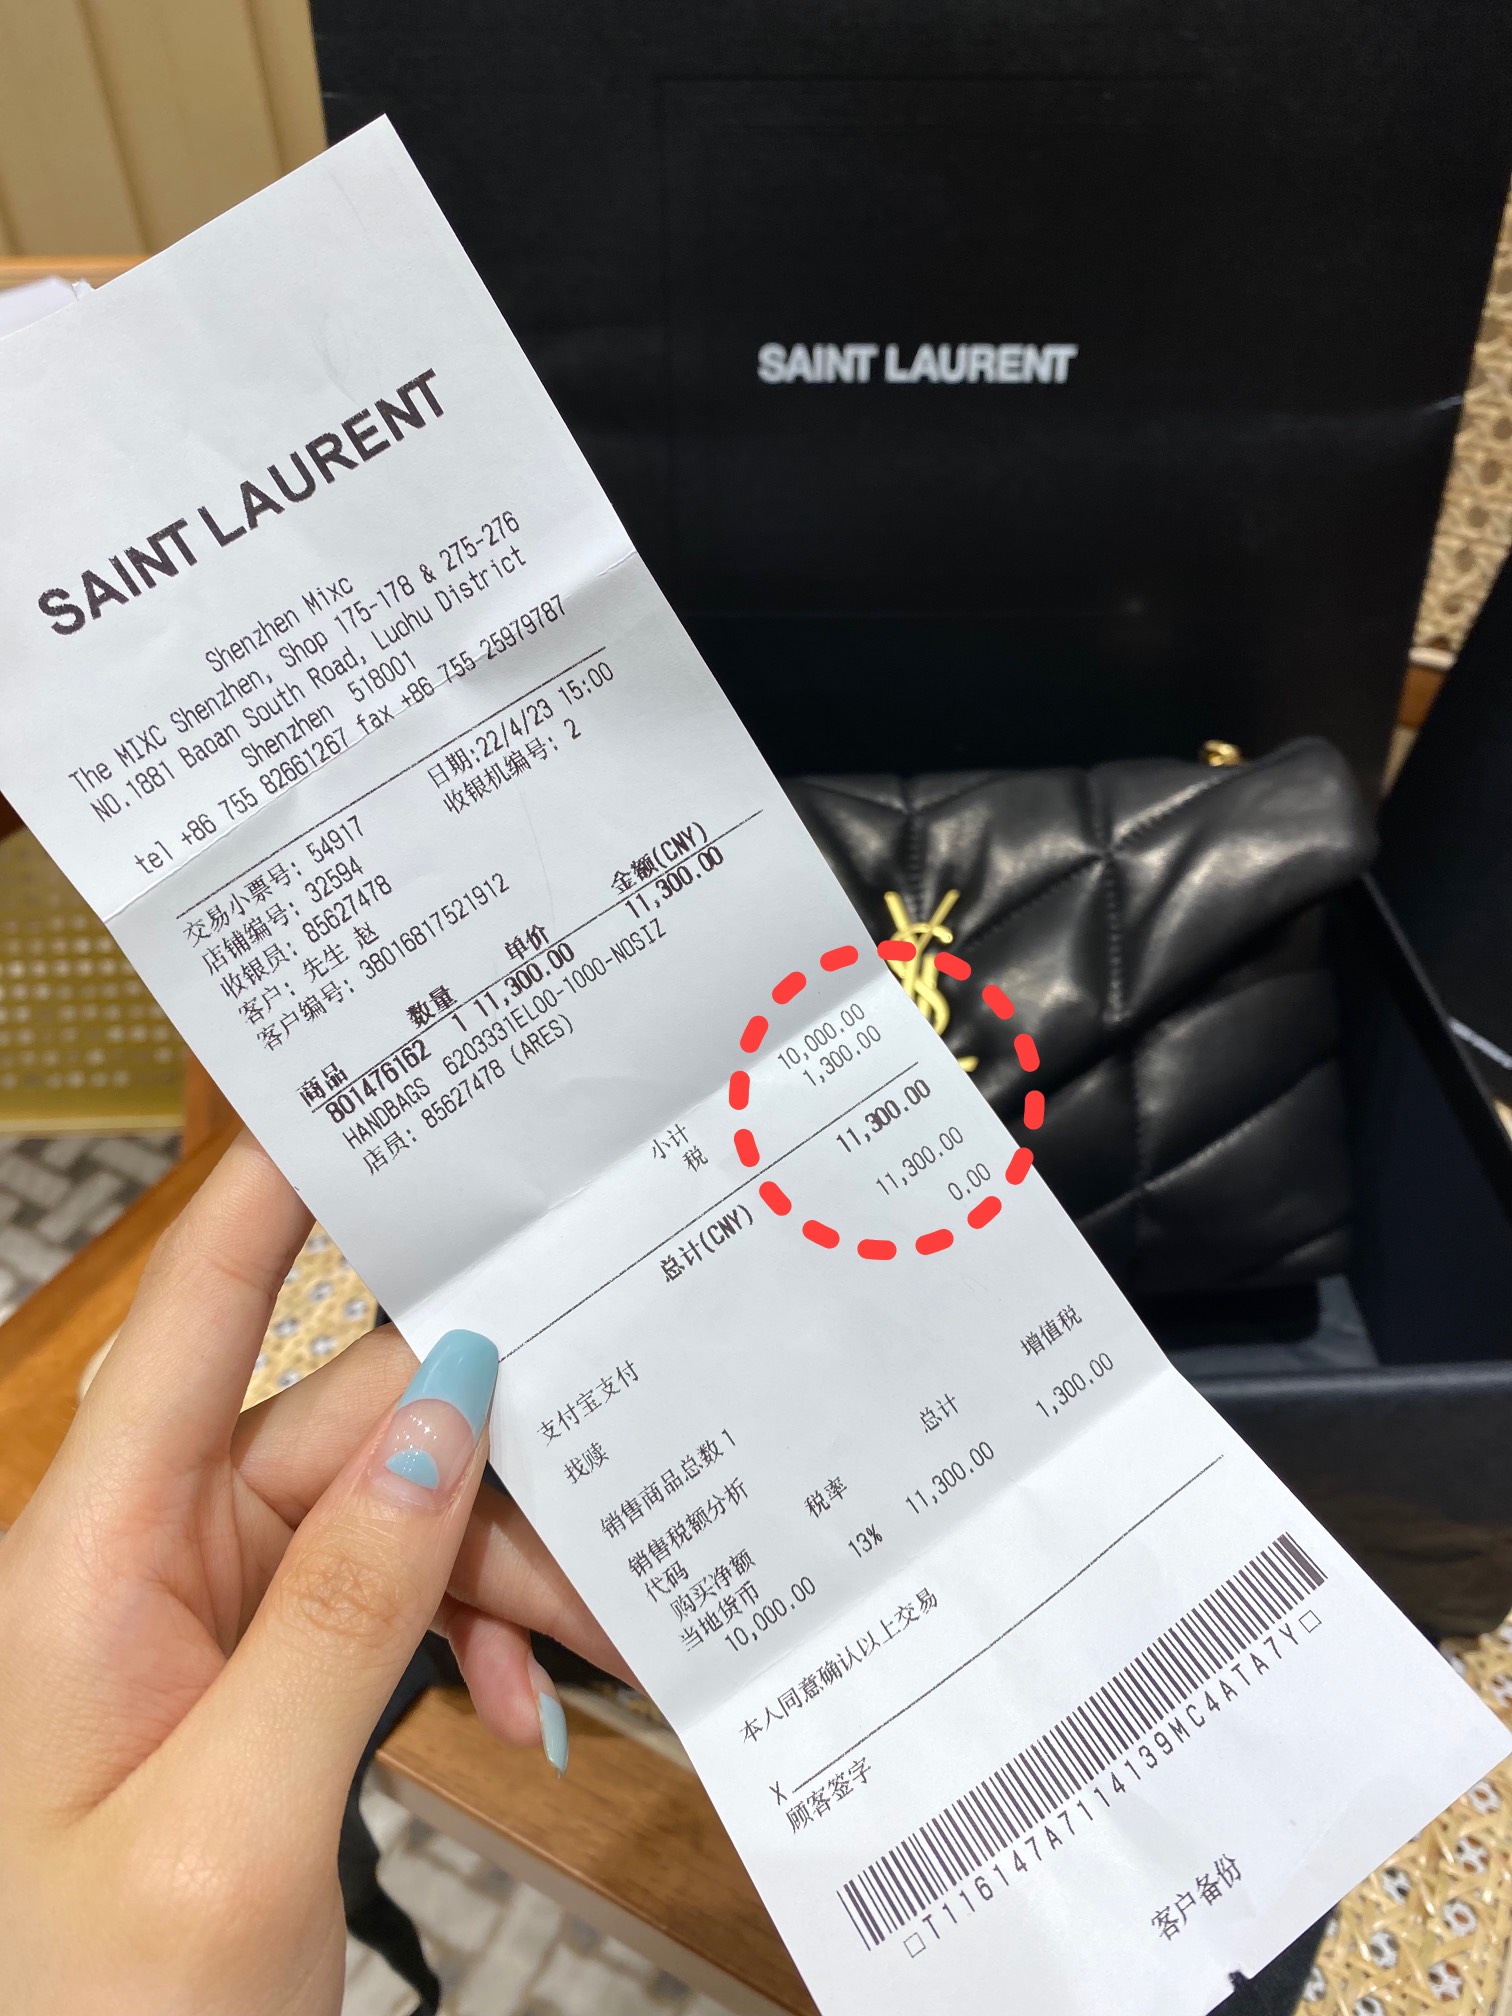 SAINT LAURENT
SAINT LAURENT
Shenzhen Mixc
The MIXC Shenzhen, Shop 175-178 & 275-276
NO.1881 Baoan South Road, Luohu District
Shenzhen 518001
tel +86 755 82661267 fax +86 755 25979787
交易小票号: 54917 日期:22/4/23 15:00
店铺编号: 32594 收银机编号: 2
收银员: 85627478
客户: 先生 赵
客户编号: 3801681752​1912
商品 数量 单价 金额(CNY)
801476162 1 11,300.00 11,300.00
HANDBAGS 6203331EL00-1000-NOSIZ
店员: 85627478 (ARES)
小计 10,000.00
税 1,300.00
总计(CNY) 11,300.00
支付宝支付 11,300.00
找赎 0.00
销售商品总数 1
销售税额分析
代码 税率 总计 增值税
购买净额 13% 11,300.00 1,300.00
当地货币
10,000.00
本人同意确认以上交易
X
顾客签字
□T116147A7114139MC4ATA7Y□
客户备份